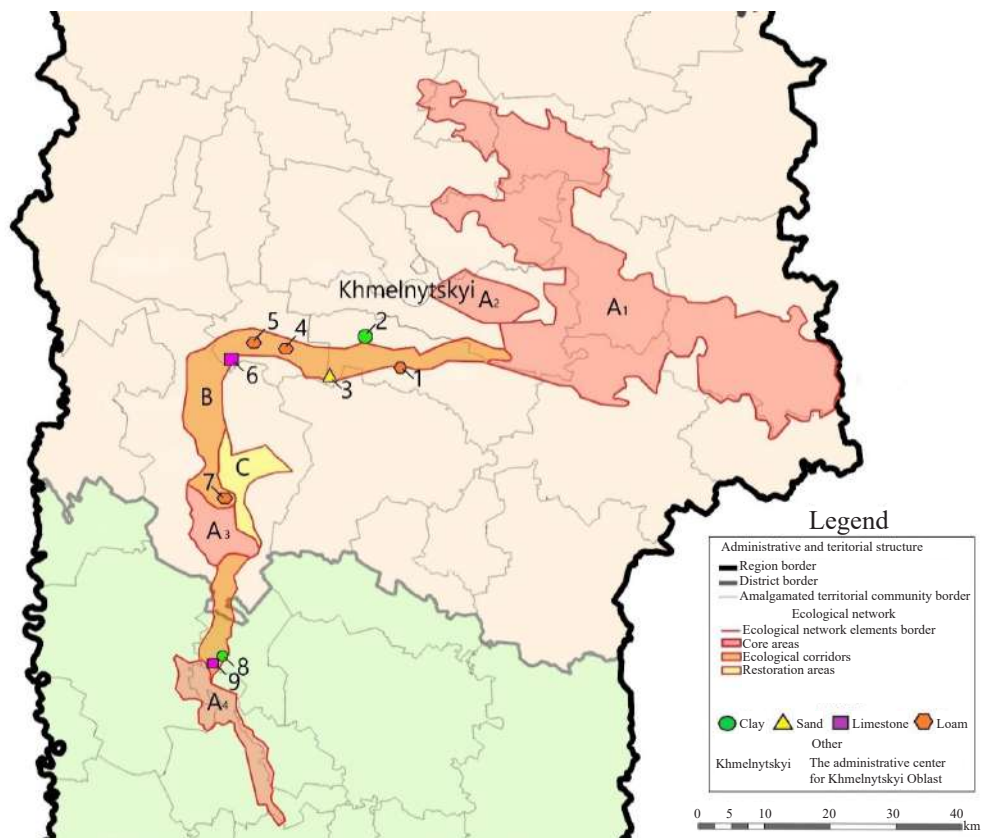 Khmelnytskyi
A₂
A₁
5
4
2
6
3
1
B
C
7
A₃
8
9
A₄
Legend
Administrative and teritorial structure
Region border
District border
Amalgamated territorial community border
Ecological network
Ecological network elements border
Core areas
Ecological corridors
Restoration areas
Clay Sand Limestone Loam
Other
Khmelnytskyi The administrative center
for Khmelnytskyi Oblast
0 5 10 20 30 40
km